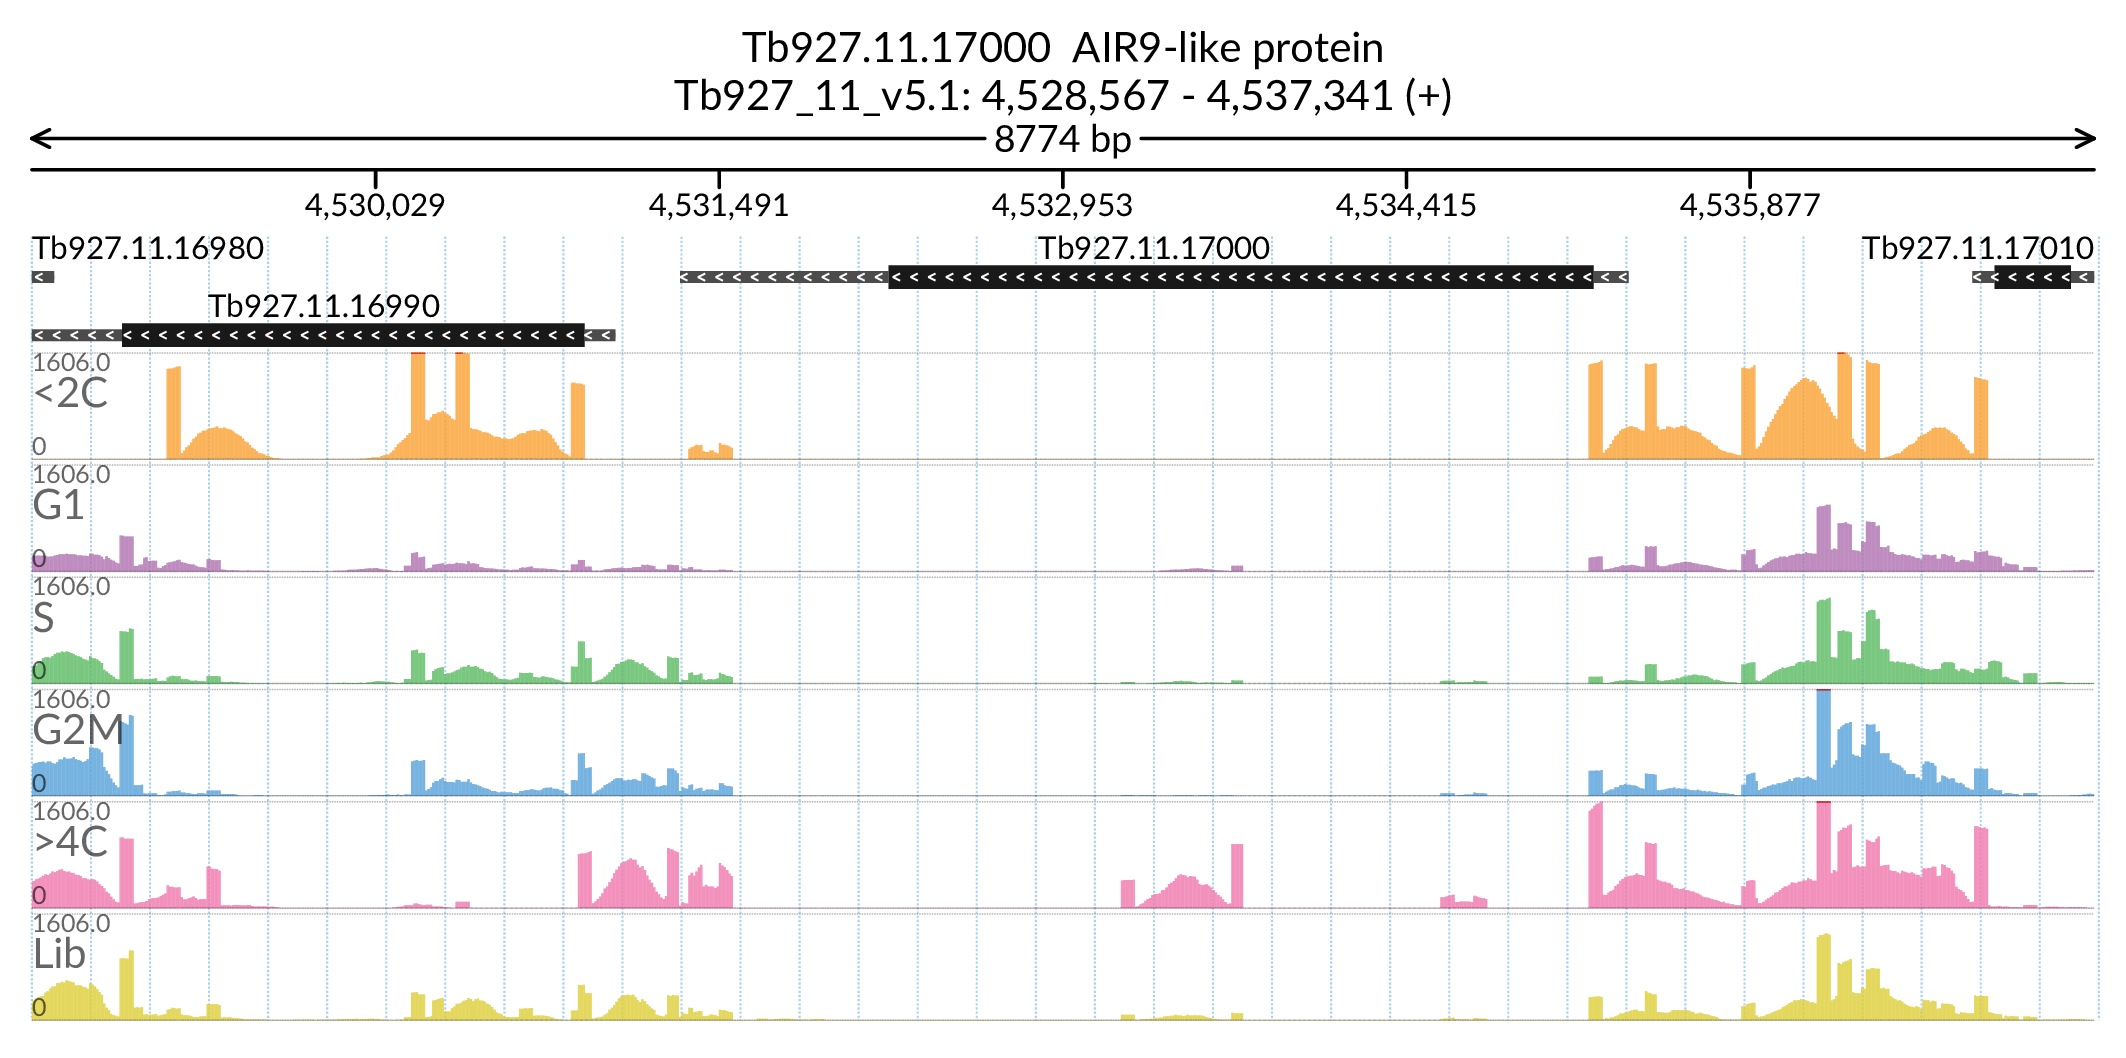 Tb927.11.17000  AIR9-like protein
Tb927_11_v5.1: 4,528,567 - 4,537,341 (+)
8774 bp
4,530,029 4,531,491 4,532,953 4,534,415 4,535,877
Tb927.11.16980 Tb927.11.17000 Tb927.11.17010
Tb927.11.16990
1606.0
<2C
0
1606.0
G1
0
1606.0
S
0
1606.0
G2M
0
1606.0
>4C
0
1606.0
Lib
0